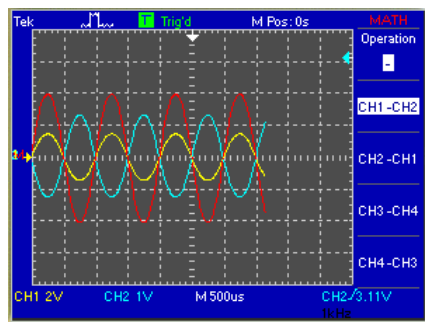 Tek T Trig'd M Pos: 0s MATH
Operation
-
CH1 -CH2
CH2 -CH1
CH3 -CH4
CH4 -CH3
CH1 2V CH2 1V M 500us CH2 3.11V
1kHz